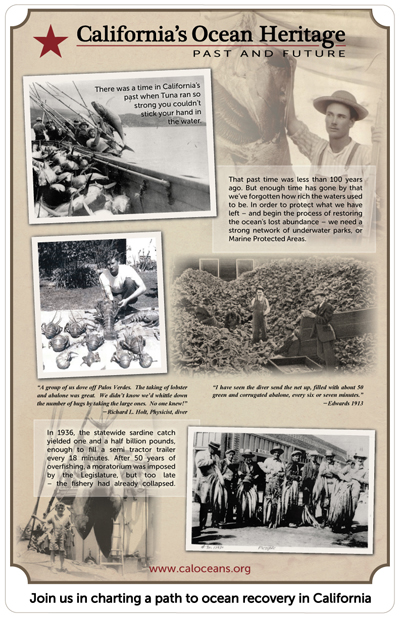 California's Ocean Heritage
PAST AND FUTURE
There was a time in California's
past when Tuna ran so
strong you couldn't
stick your hand in
the water.
That past time was less than 100 years
ago. But enough time has gone by that
we've forgotten how rich the waters used
to be. In order to protect what we have
left – and begin the process of restoring
the ocean's lost abundance – we need a
strong network of underwater parks, or
Marine Protected Areas.
"A group of us dove off Palos Verdes. The taking of lobster
and abalone was great. We didn't know we'd whittle down
the number of bugs by taking the large ones. No one knew!"
~ Richard L. Holt, Physicist, diver
"I have seen the diver send the net up, filled with about 50
green and corrugated abalone, every six or seven minutes."
~ Edwards 1913
In 1936, the statewide sardine catch
yielded one and a half billion pounds,
enough to fill a semi tractor trailer
every 18 minutes. After 50 years of
overfishing, a moratorium was imposed
by the Legislature, but too late
– the fishery had already collapsed.
www.caloceans.org
Join us in charting a path to ocean recovery in California